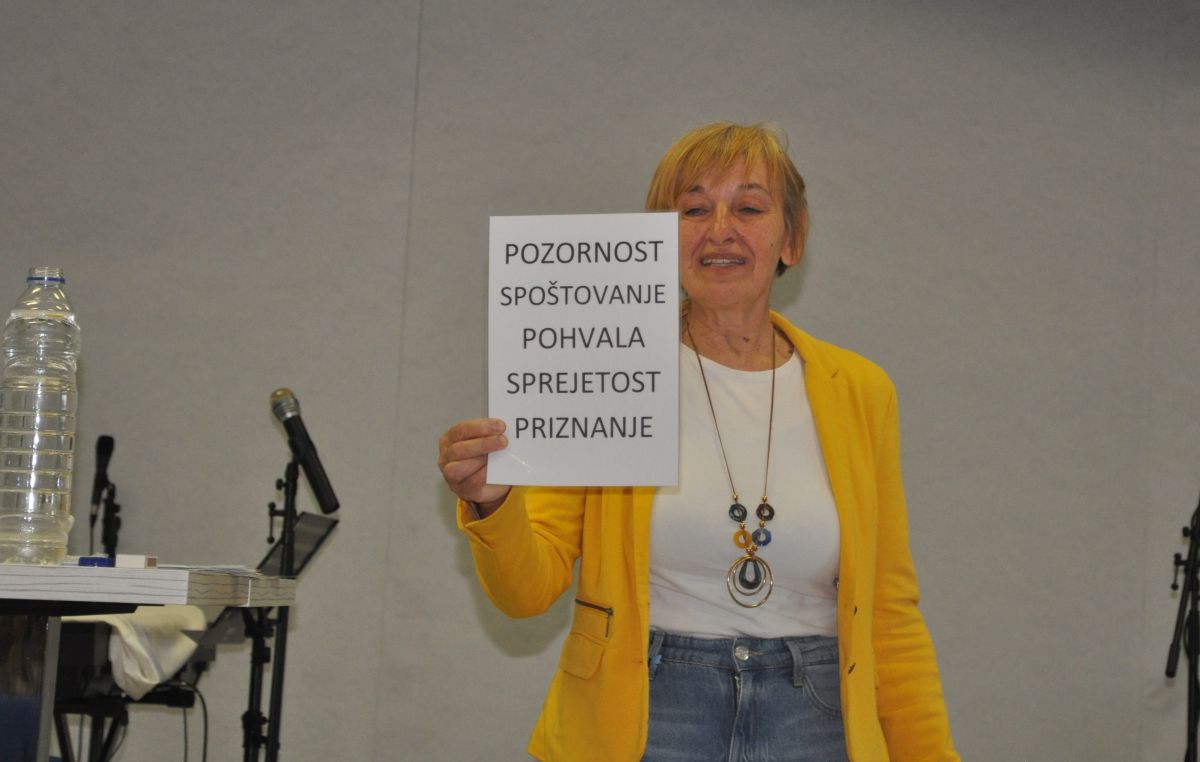 POZORNOST
SPOŠTOVANJE
POHVALA
SPREJETOST
PRIZNANJE